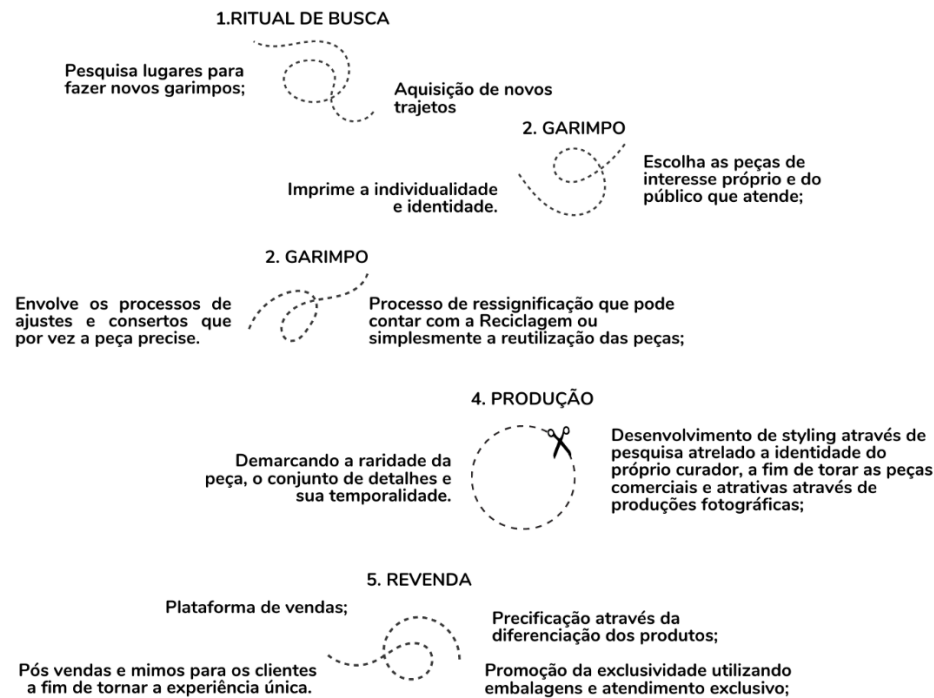 1.RITUAL DE BUSCA
Pesquisa lugares para
fazer novos garimpos;
Aquisição de novos
trajetos
2. GARIMPO
Escolha as peças de
interesse próprio e do
público que atende;
Imprime a individualidade
e identidade.
2. GARIMPO
Envolve os processos de
ajustes e consertos que
por vez a peça precise.
Processo de ressignificação que pode
contar com a Reciclagem ou
simplesmente a reutilização das peças;
4. PRODUÇÃO
Demarcando a raridade da
peça, o conjunto de detalhes e
sua temporalidade.
Desenvolvimento de styling através de
pesquisa atrelado a identidade do
próprio curador, a fim de torar as peças
comerciais e atrativas através de
produções fotográficas;
5. REVENDA
Plataforma de vendas;
Precificação através da
diferenciação dos produtos;
Pós vendas e mimos para os clientes
a fim de tornar a experiência única.
Promoção da exclusividade utilizando
embalagens e atendimento exclusivo;